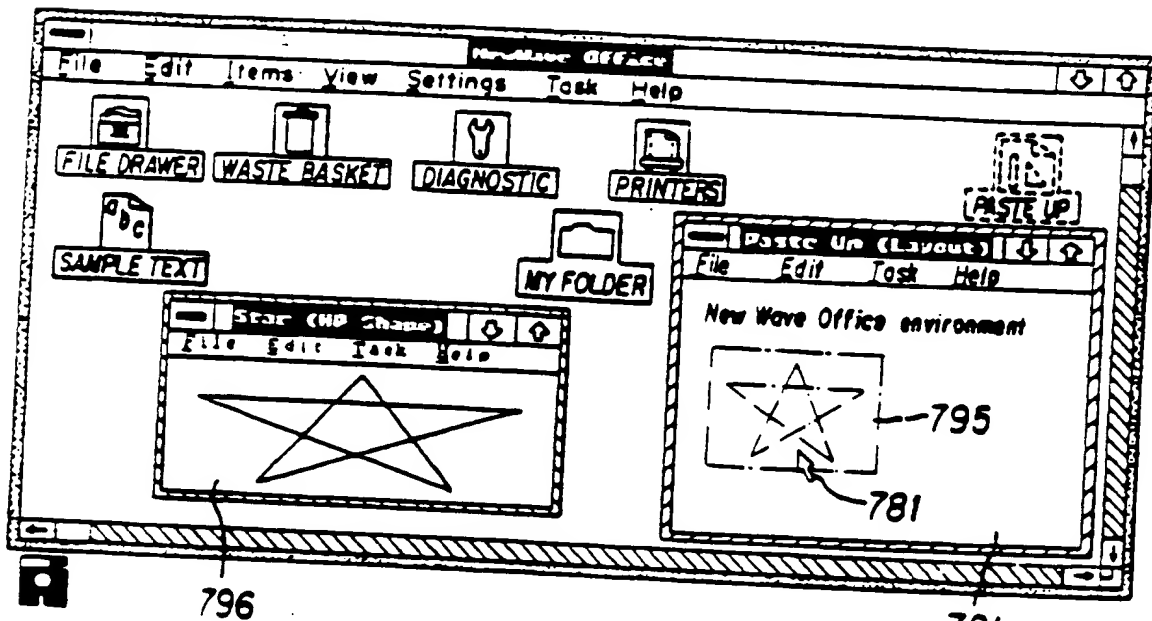 NewWave Office
File Edit Items View Settings Task Help
FILE DRAWER WASTE BASKET DIAGNOSTIC PRINTERS PASTE UP
abc
SAMPLE TEXT MY FOLDER
Paste Up (Layout)
File Edit Task Help
New Wave Office environment
Star (HP Shape)
File Edit Task Help
795
781
796